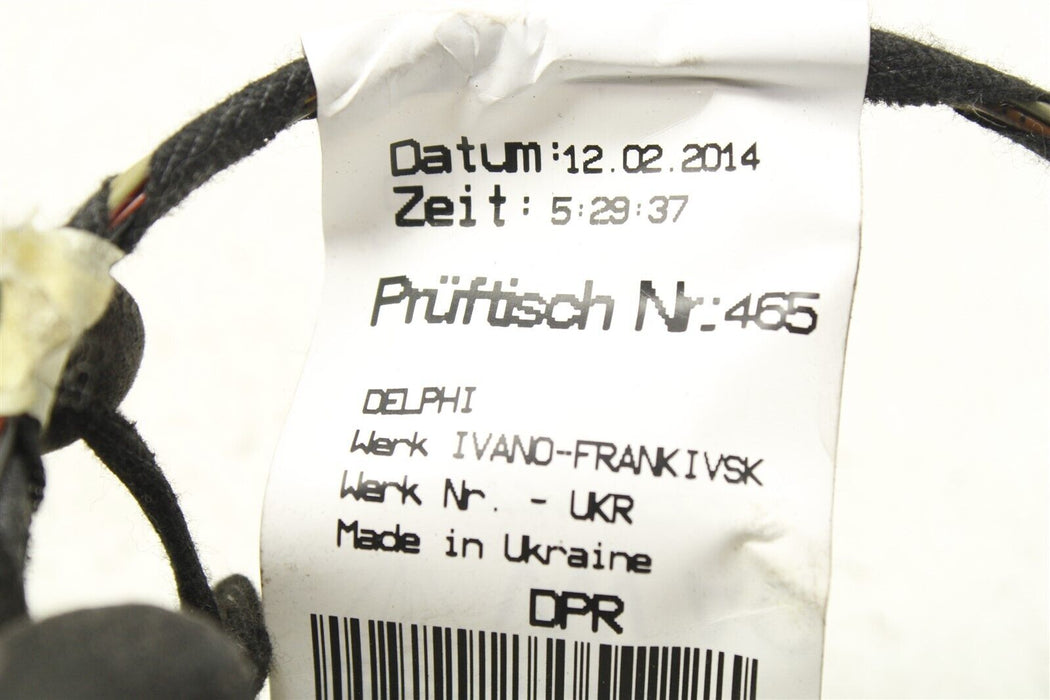 Datum:12.02.2014
Zeit: 5:29:37
Prüftisch Nr.:465
DELPHI
Werk IVANO-FRANKIVSK
Werk Nr. - UKR
Made in Ukraine
DPR